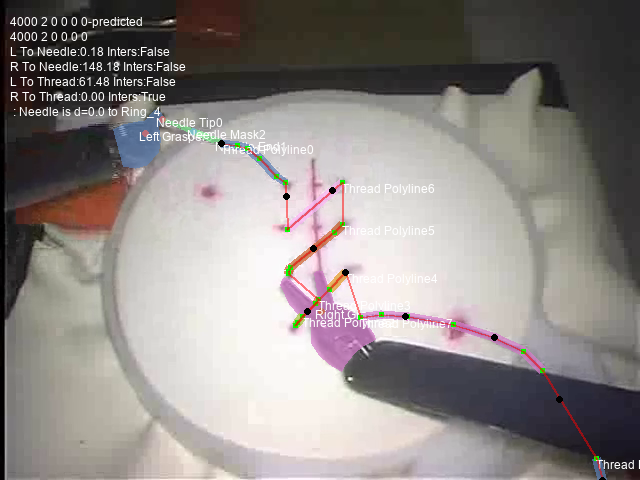 4000 2 0 0 0 0-predicted
4000 2 0 0 0 0
L To Needle:0.18 Inters:False
R To Needle:148.18 Inters:False
L To Thread:61.48 Inters:False
R To Thread:0.00 Inters:True
: Needle is d=0.0 to Ring_4
Needle Tip0
Left Graspe
Needle Mask2
Thread Polyline0
Thread Polyline6
Thread Polyline5
Thread Polyline4
Right G
Thread Polyline7
Thread